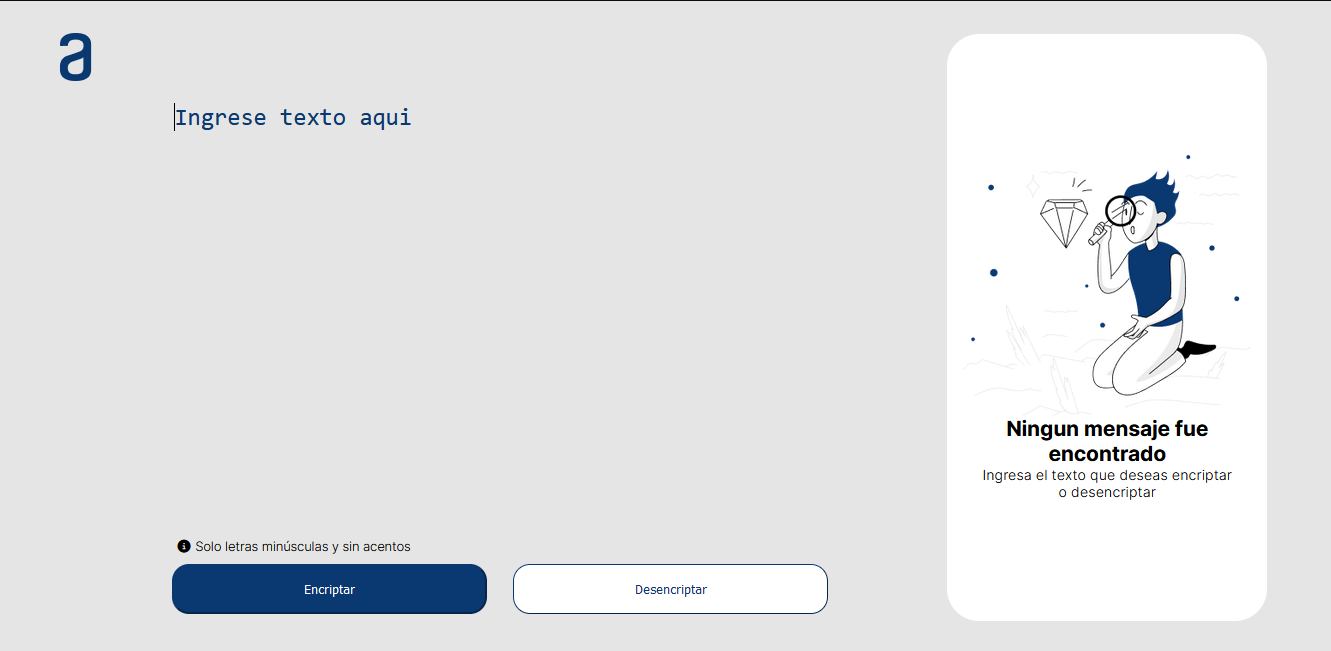 a
Ingrese texto aqui
Ningun mensaje fue
encontrado
Ingresa el texto que deseas encriptar
o desencriptar
Solo letras minúsculas y sin acentos
Encriptar
Desencriptar